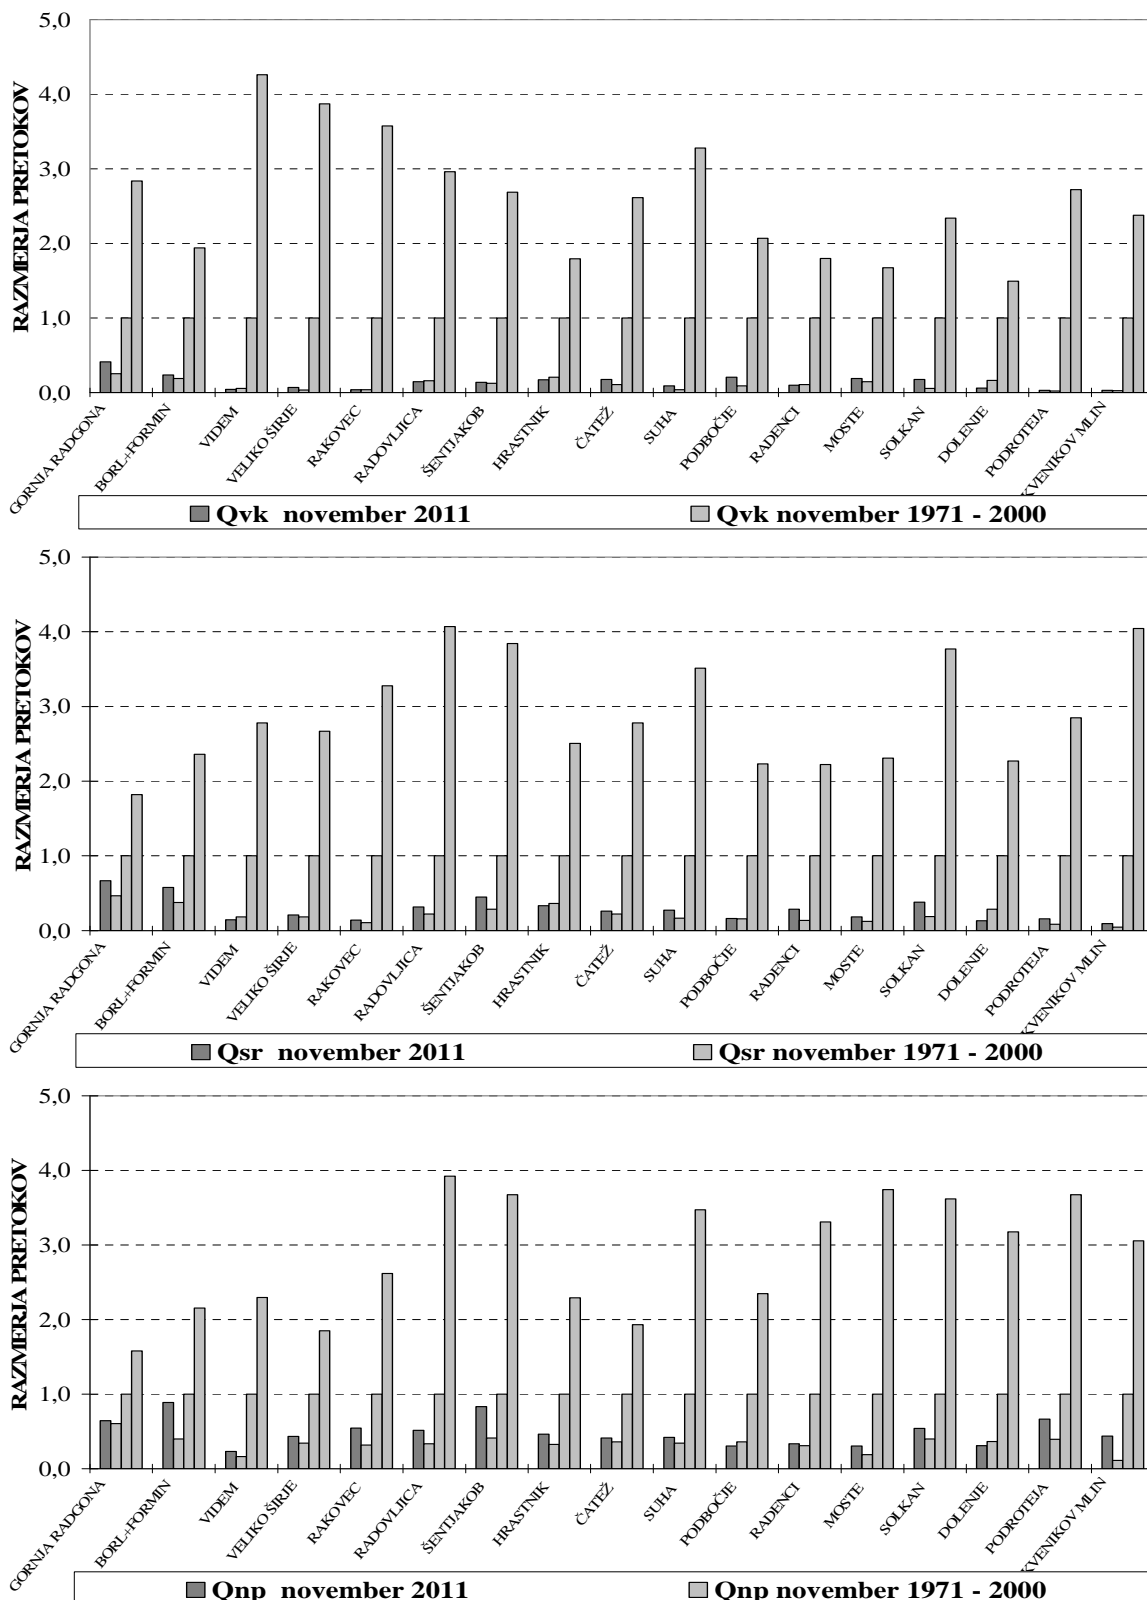 RAZMERJA PRETOKOV
5,0
4,0
3,0
2,0
1,0
0,0
GORNJA RADGONA
BORL+FORMIN
VIDEM
VELIKO ŠIRJE
RAKOVEC
RADOVLJICA
ŠENTJAKOB
HRASTNIK
ČATEŽ
SUHA
PODBOČJE
RADENCI
MOSTE
SOLKAN
DOLENJE
PODROTEJA
KVENIKOV MLIN
Qvk november 2011
Qvk november 1971 - 2000
RAZMERJA PRETOKOV
5,0
4,0
3,0
2,0
1,0
0,0
GORNJA RADGONA
BORL+FORMIN
VIDEM
VELIKO ŠIRJE
RAKOVEC
RADOVLJICA
ŠENTJAKOB
HRASTNIK
ČATEŽ
SUHA
PODBOČJE
RADENCI
MOSTE
SOLKAN
DOLENJE
PODROTEJA
KVENIKOV MLIN
Qsr november 2011
Qsr november 1971 - 2000
RAZMERJA PRETOKOV
5,0
4,0
3,0
2,0
1,0
0,0
GORNJA RADGONA
BORL+FORMIN
VIDEM
VELIKO ŠIRJE
RAKOVEC
RADOVLJICA
ŠENTJAKOB
HRASTNIK
ČATEŽ
SUHA
PODBOČJE
RADENCI
MOSTE
SOLKAN
DOLENJE
PODROTEJA
KVENIKOV MLIN
Qnp november 2011
Qnp november 1971 - 2000